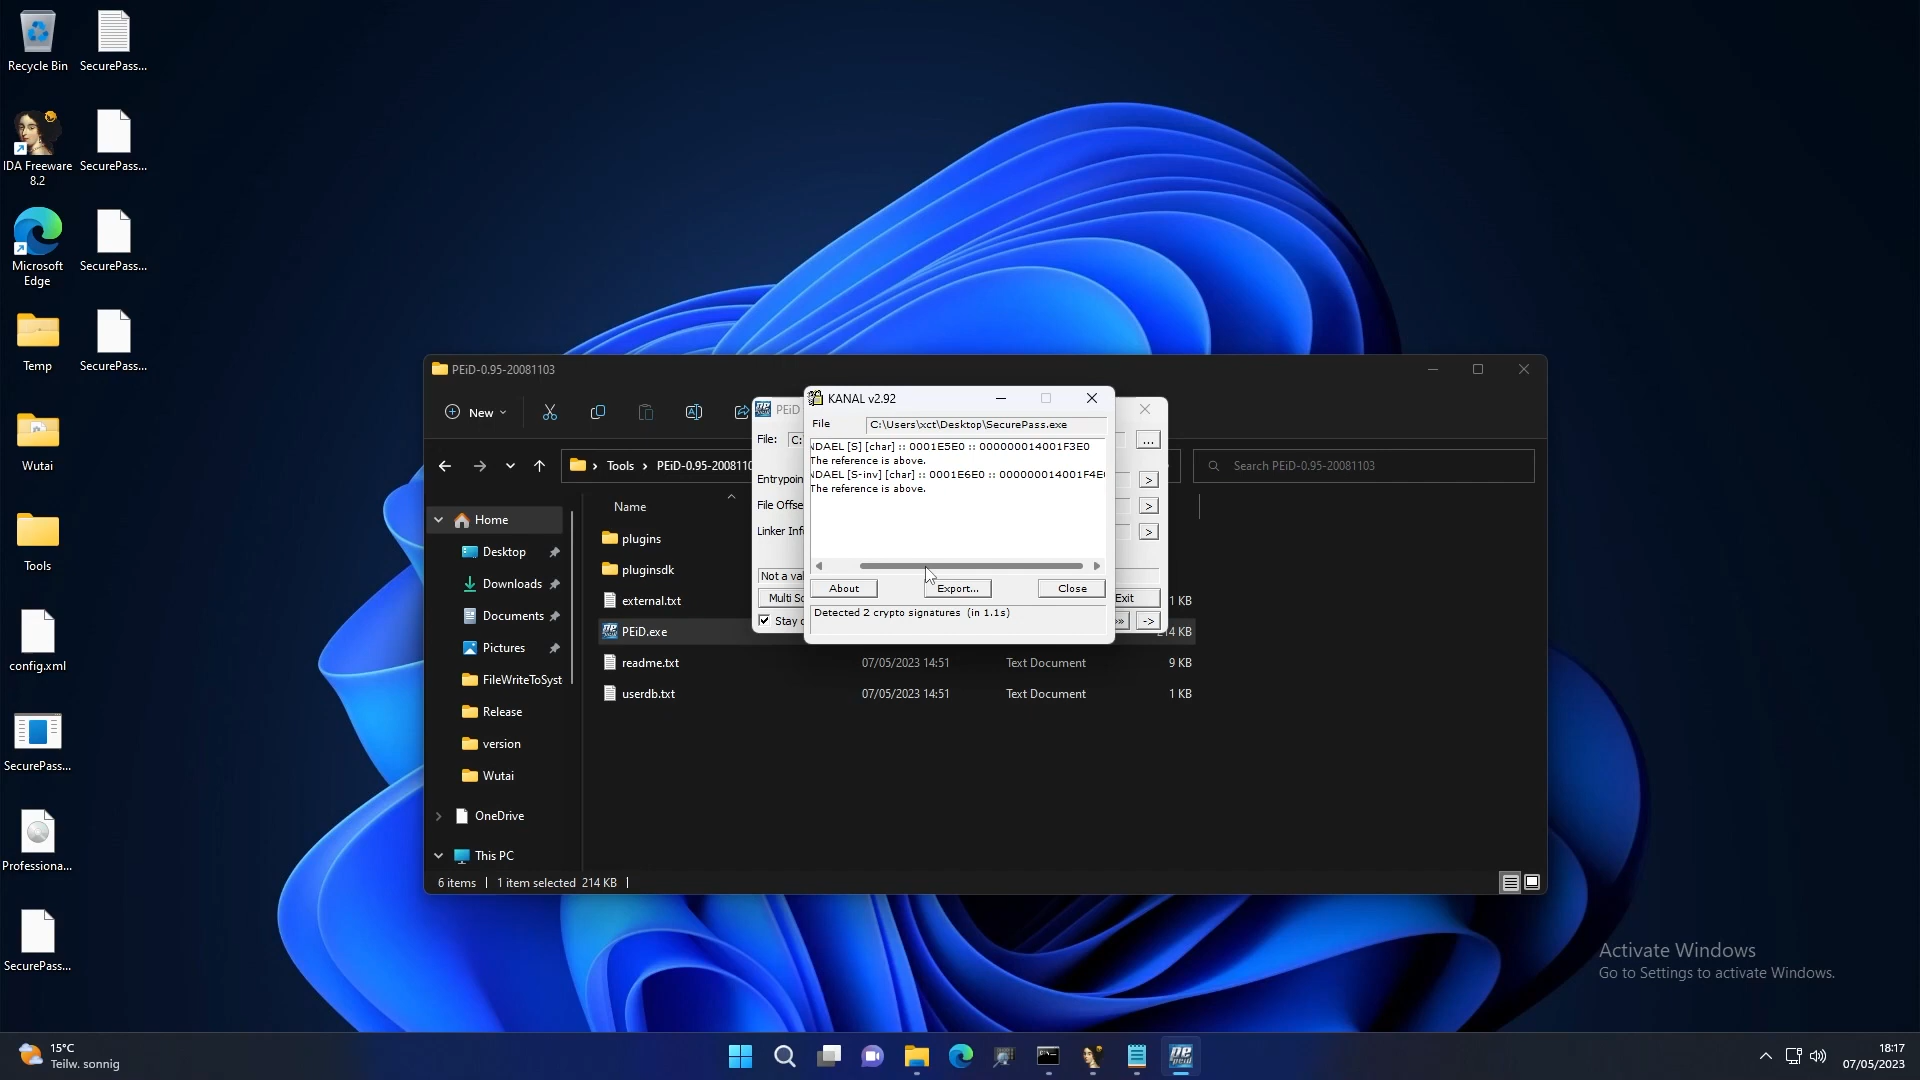 Recycle Bin
SecurePass...
IDA Freeware
8.2
SecurePass...
Microsoft
Edge
SecurePass...
Temp
SecurePass...
Wutai
Tools
config.xml
SecurePass...
Professiona...
SecurePass...
PEiD-0.95-20081103
New
Tools
PEiD-0.95-2008110
Search PEiD-0.95-20081103
Home
Desktop
Downloads
Documents
Pictures
FileWriteToSyst
Release
version
Wutai
OneDrive
This PC
Name
plugins
pluginsdk
external.txt
1 KB
PEiD.exe
214 KB
readme.txt
07/05/2023 14:51
Text Document
9 KB
userdb.txt
07/05/2023 14:51
Text Document
1 KB
6 items
1 item selected 214 KB
PEiD
File:
C:
...
Entrypoin
>
File Offse
>
Linker Inf
>
Not a va
Multi Sc
Exit
Stay
»
->
KANAL v2.92
File
C:\Users\xct\Desktop\SecurePass.exe
NDAEL [S] [char] :: 0001E5E0 :: 000000014001F3E0
The reference is above.
NDAEL [S-inv] [char] :: 0001E6E0 :: 000000014001F4E0
The reference is above.
About
Export...
Close
Detected 2 crypto signatures (in 1.1s)
Activate Windows
Go to Settings to activate Windows.
15°C
Teilw. sonnig
18:17
07/05/2023